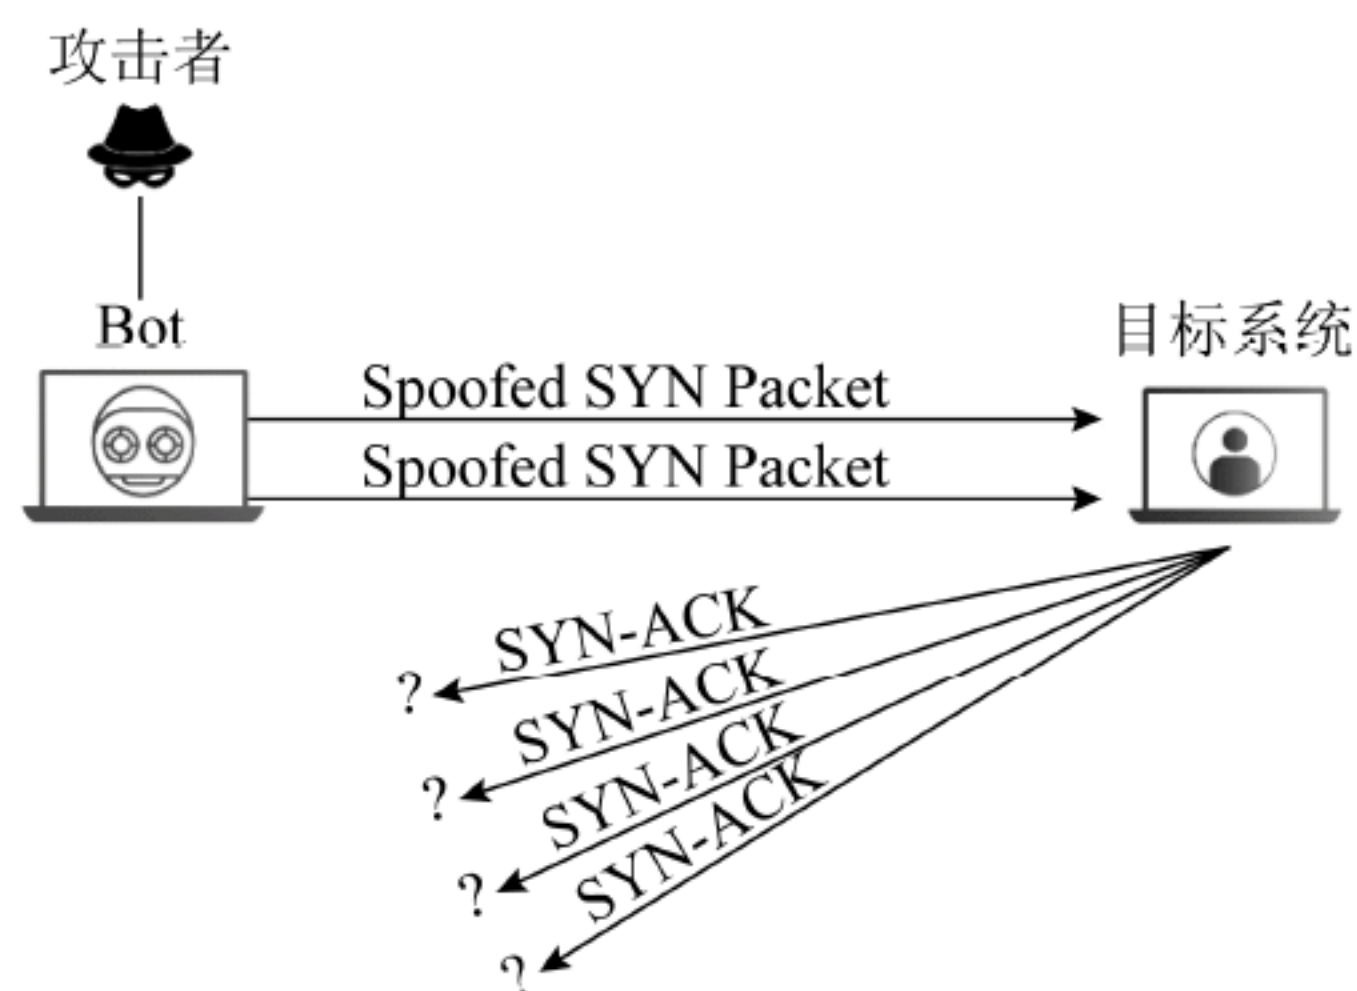 攻击者
Bot
目标系统
Spoofed SYN Packet
Spoofed SYN Packet
SYN-ACK
?
SYN-ACK
?
SYN-ACK
?
SYN-ACK
?